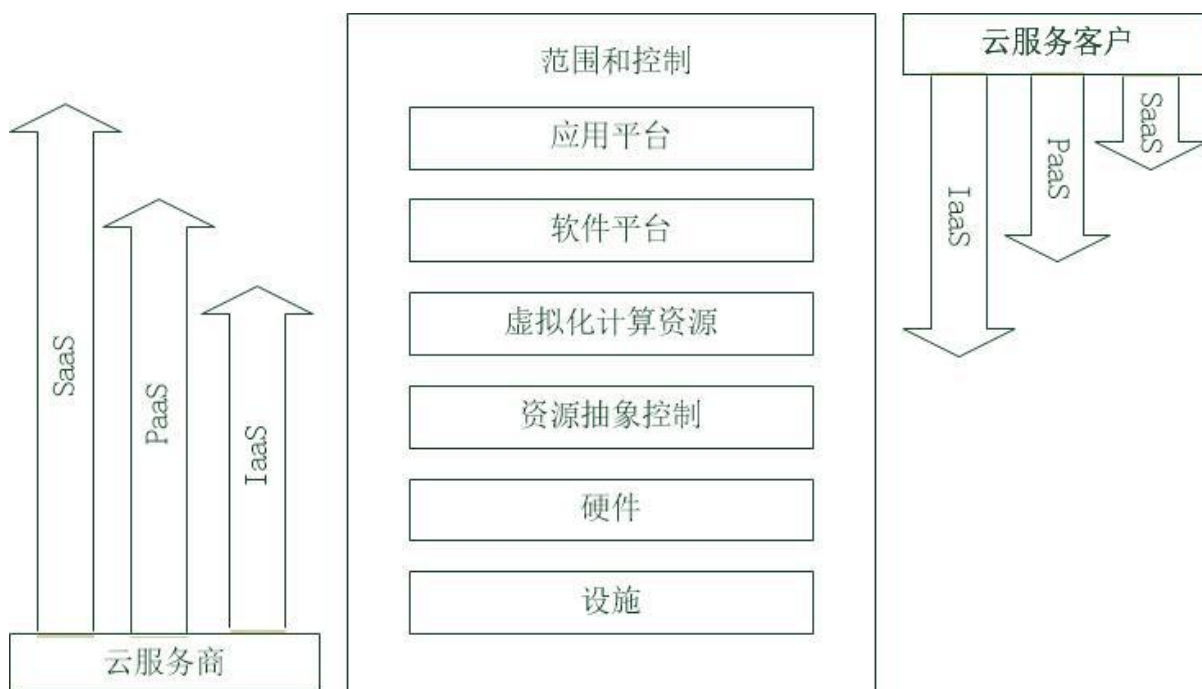 范围和控制
应用平台
软件平台
虚拟化计算资源
资源抽象控制
硬件
设施
SaaS
PaaS
IaaS
云服务商
云服务客户
IaaS
PaaS
SaaS